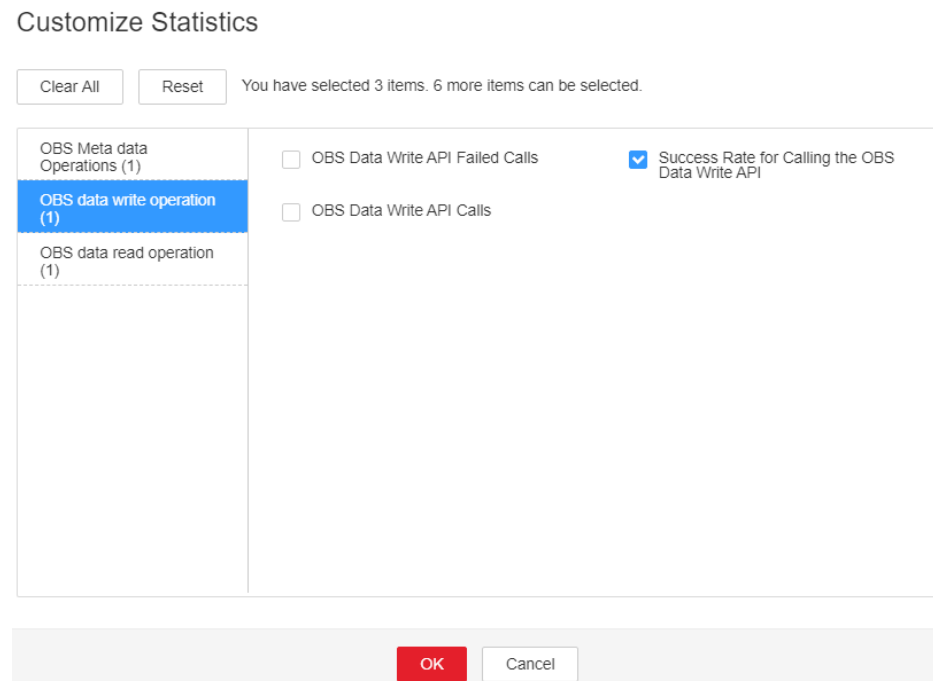 Customize Statistics
Clear All
Reset
You have selected 3 items. 6 more items can be selected.
OBS Meta data
Operations (1)
OBS data write operation
(1)
OBS data read operation
(1)
OBS Data Write API Failed Calls
Success Rate for Calling the OBS
Data Write API
OBS Data Write API Calls
OK
Cancel